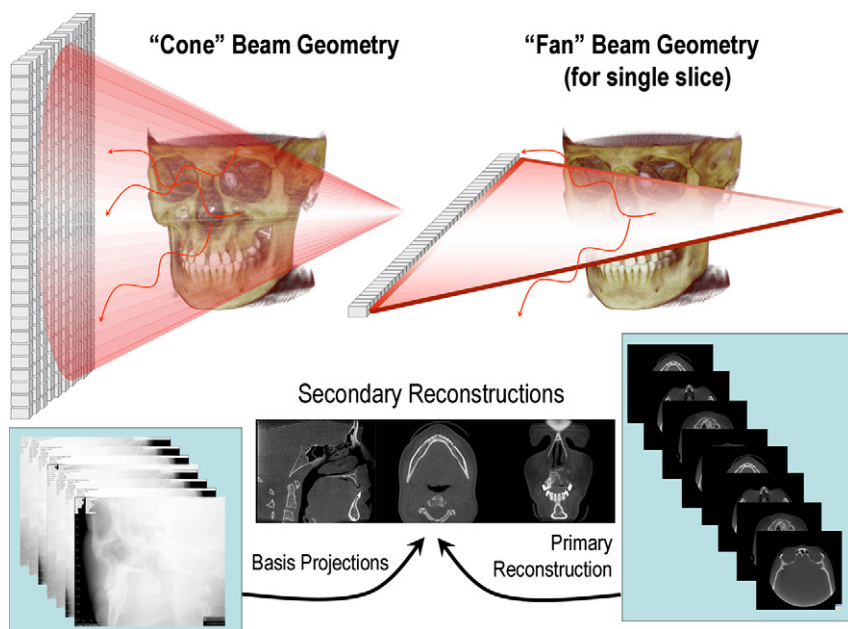 “Cone” Beam Geometry
“Fan” Beam Geometry
(for single slice)
Secondary Reconstructions
Basis Projections
Primary
Reconstruction